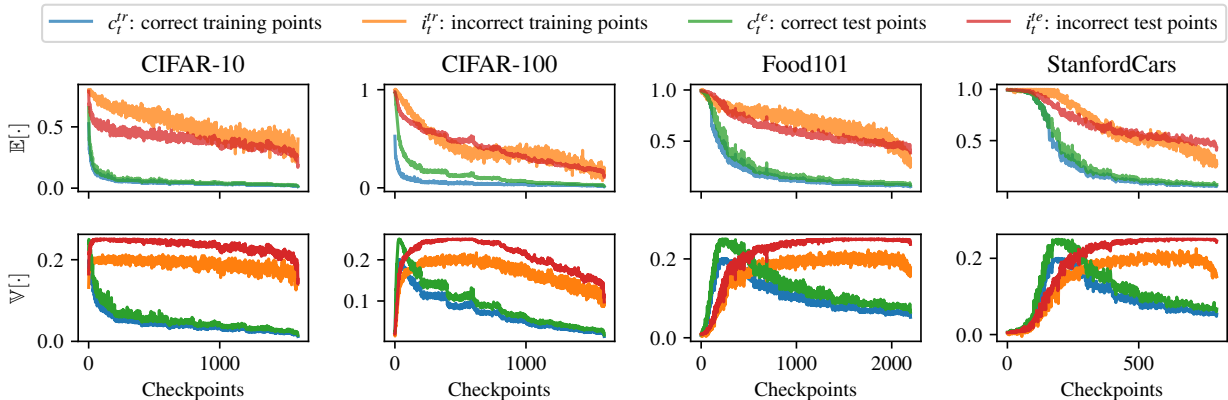 c_t^{tr}: correct training points i_t^{tr}: incorrect training points c_t^{te}: correct test points i_t^{te}: incorrect test points
CIFAR-10 CIFAR-100 Food101 StanfordCars
𝔼[·]
0.5
0.0
1
0
1.0
0.5
1.0
0.5
𝕍[·]
0.2
0.0
0.2
0.1
0.2
0.0
0.2
0.0
0 1000 0 1000 0 1000 2000 0 500
Checkpoints Checkpoints Checkpoints Checkpoints